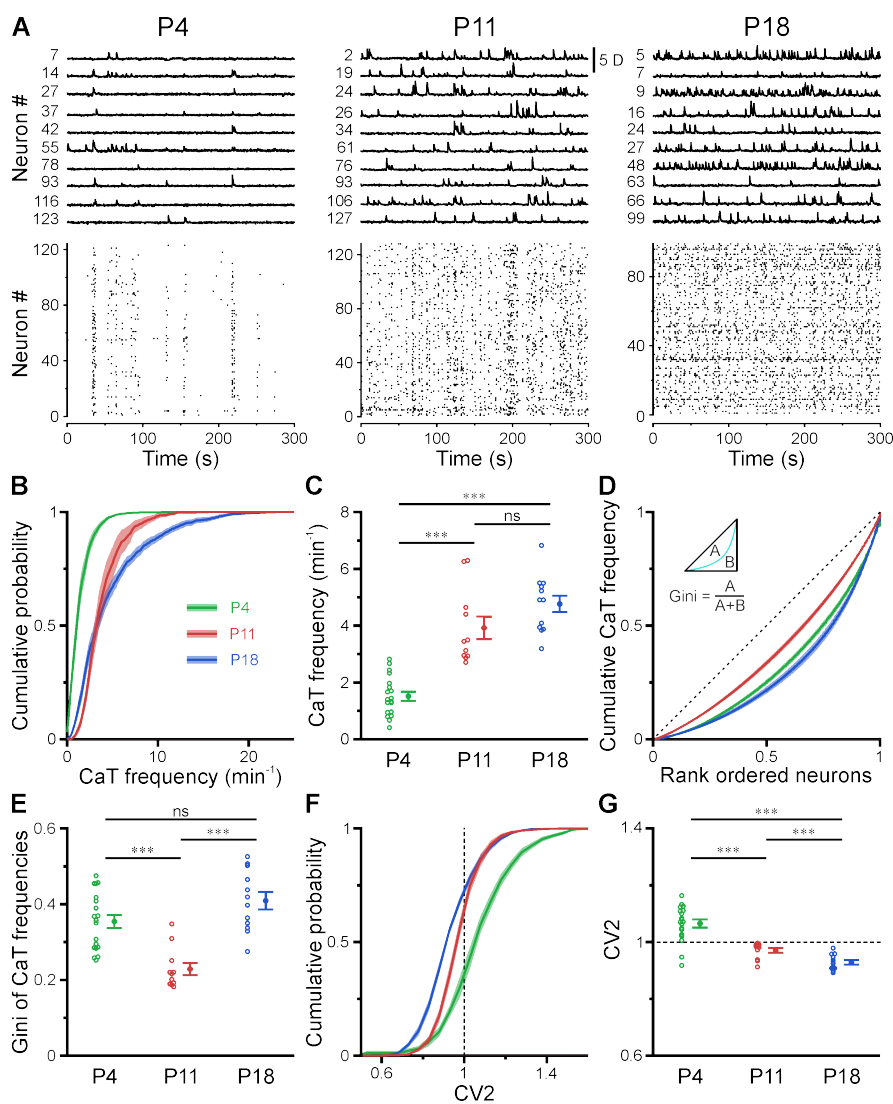 A
P4
P11
P18
Neuron #
7
14
27
37
42
55
78
93
116
123
2
19
24
26
34
61
76
93
106
127
5 D
5
7
9
16
24
27
48
63
66
99
Neuron #
120
80
40
0
120
80
40
0
80
40
0
0 100 200 300
0 100 200 300
0 100 200 300
Time (s)
Time (s)
Time (s)
B
Cumulative probability
1
0.5
0
P4
P11
P18
0 10 20
CaT frequency (min-1)
C
CaT frequency (min-1)
8
6
4
2
0
***
***
ns
P4 P11 P18
D
Cumulative CaT frequency
1
0.5
0
A
B
Gini = A
A+B
0 0.5 1
Rank ordered neurons
E
Gini of CaT frequencies
0.6
0.4
0.2
0
ns
***
***
P4 P11 P18
F
Cumulative probability
1
0.5
0
0.6 1 1.4
CV2
G
CV2
1.4
1
0.6
***
***
***
P4 P11 P18